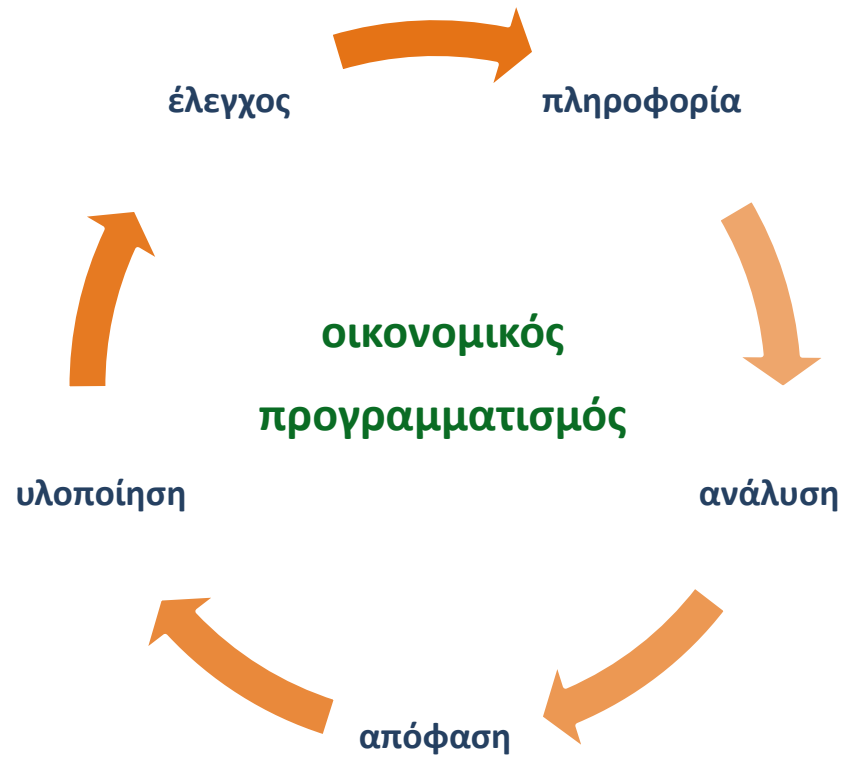 έλεγχος
πληροφορία
οικονομικός
προγραμματισμός
υλοποίηση
ανάλυση
απόφαση